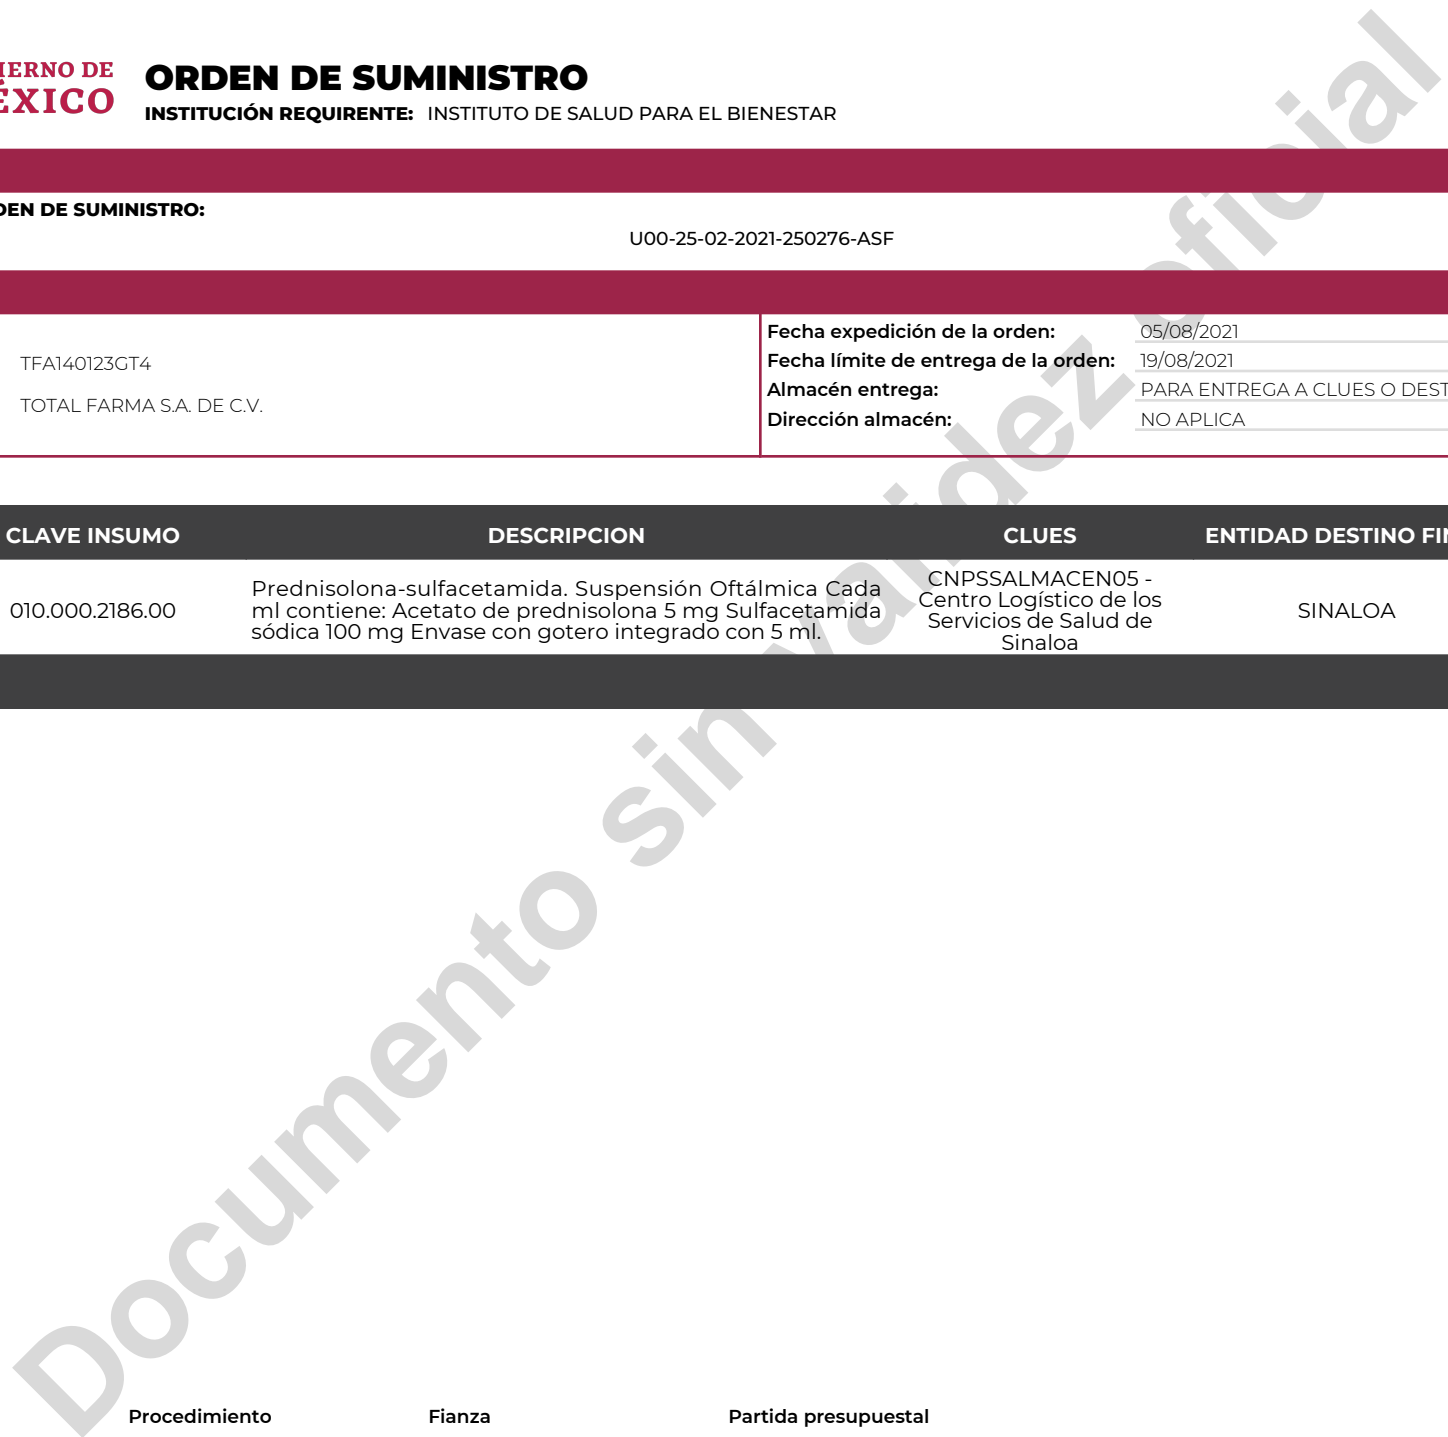 IERNO DE
ÉXICO
ORDEN DE SUMINISTRO
INSTITUCIÓN REQUIRENTE: INSTITUTO DE SALUD PARA EL BIENESTAR
DEN DE SUMINISTRO:
U00-25-02-2021-250276-ASF
TFA140123GT4
TOTAL FARMA S.A. DE C.V.
Fecha expedición de la orden: 05/08/2021
Fecha límite de entrega de la orden: 19/08/2021
Almacén entrega: PARA ENTREGA A CLUES O DEST
Dirección almacén: NO APLICA
CLAVE INSUMO DESCRIPCION CLUES ENTIDAD DESTINO FIN
010.000.2186.00
Prednisolona-sulfacetamida. Suspensión Oftálmica Cada
ml contiene: Acetato de prednisolona 5 mg Sulfacetamida
sódica 100 mg Envase con gotero integrado con 5 ml.
CNPSSALMACEN05 -
Centro Logístico de los
Servicios de Salud de
Sinaloa
SINALOA
Documento sin validez oficial
Procedimiento Fianza Partida presupuestal